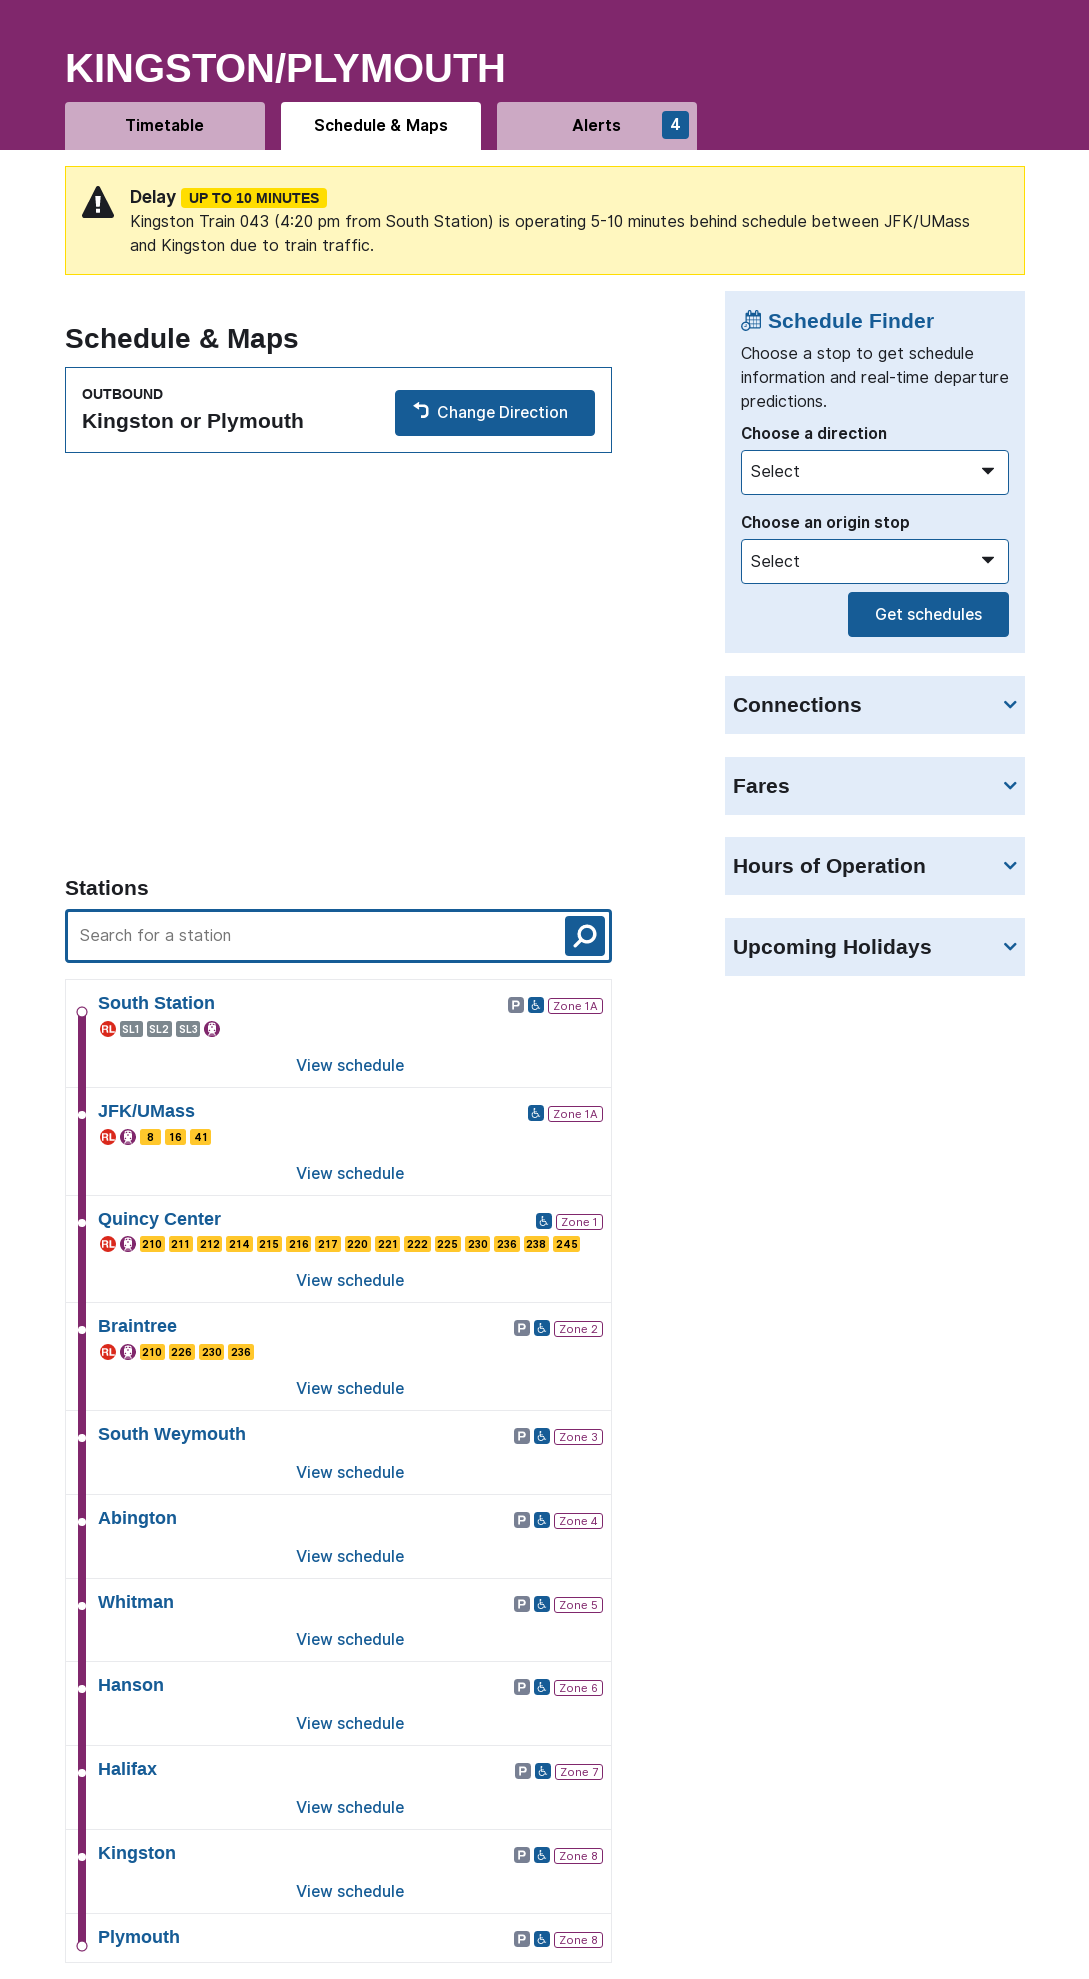 KINGSTON/PLYMOUTH
Timetable
Schedule & Maps
Alerts 4
Delay UP TO 10 MINUTES
Kingston Train 043 (4:20 pm from South Station) is operating 5-10 minutes behind schedule between JFK/UMass
and Kingston due to train traffic.
Schedule & Maps
OUTBOUND
Kingston or Plymouth
Change Direction
Schedule Finder
Choose a stop to get schedule
information and real-time departure
predictions.
Choose a direction
Select
Choose an origin stop
Select
Get schedules
Connections
Fares
Hours of Operation
Upcoming Holidays
Stations
Search for a station
South Station P Zone 1A
RL SL1 SL2 SL3
View schedule
JFK/UMass Zone 1A
RL 8 16 41
View schedule
Quincy Center Zone 1
RL 210 211 212 214 215 216 217 220 221 222 225 230 236 238 245
View schedule
Braintree P Zone 2
RL 210 226 230 236
View schedule
South Weymouth P Zone 3
View schedule
Abington P Zone 4
View schedule
Whitman P Zone 5
View schedule
Hanson P Zone 6
View schedule
Halifax P Zone 7
View schedule
Kingston P Zone 8
View schedule
Plymouth P Zone 8